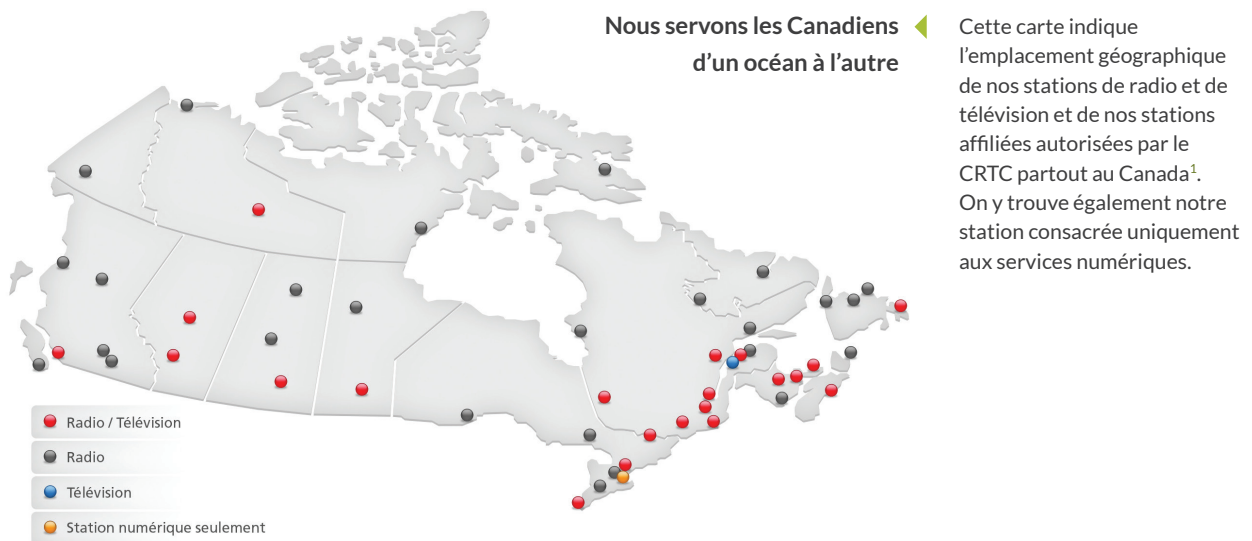 Nous servons les Canadiens
d’un océan à l’autre
Cette carte indique
l’emplacement géographique
de nos stations de radio et de
télévision et de nos stations
affiliées autorisées par le
CRTC partout au Canada¹.
On y trouve également notre
station consacrée uniquement
aux services numériques.
Radio / Télévision
Radio
Télévision
Station numérique seulement